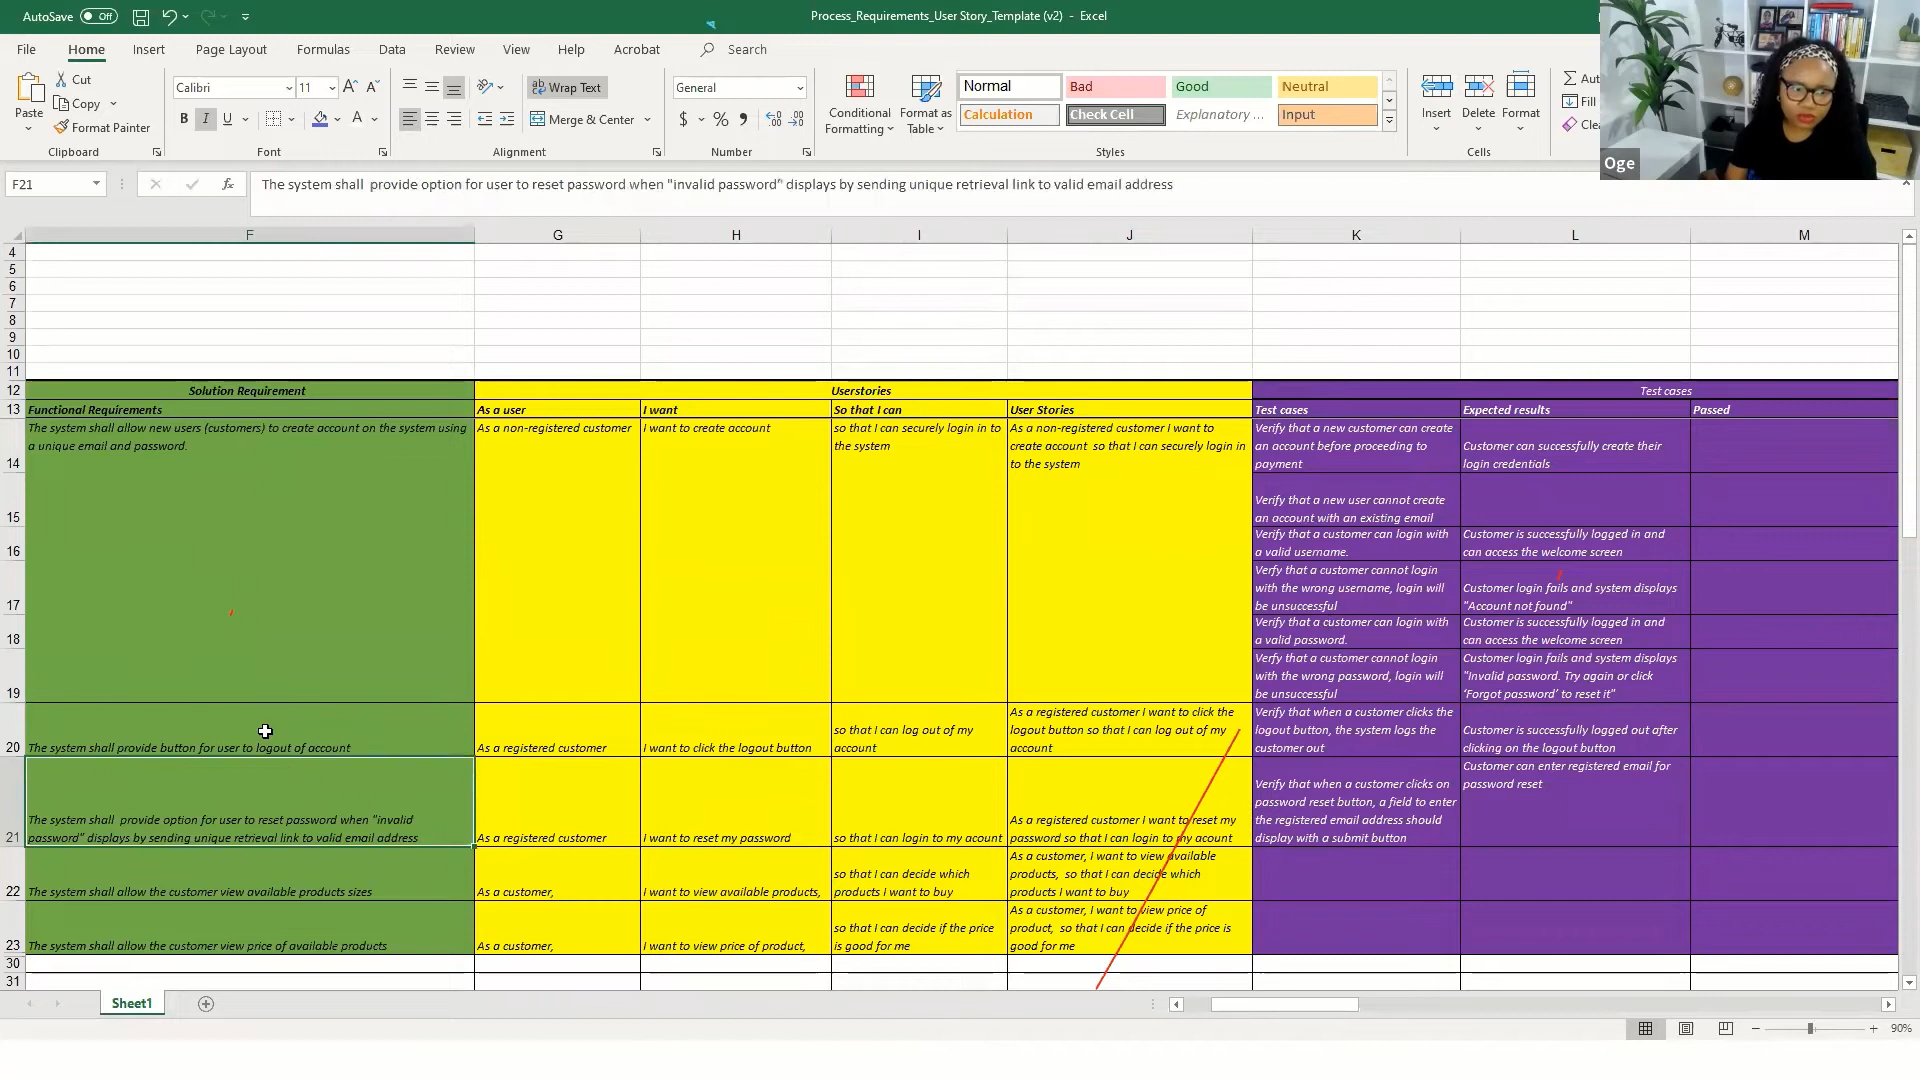 AutoSave Off
Process_Requirements_User Story_Template (v2) - Excel
File Home Insert Page Layout Formulas Data Review View Help Acrobat Search
Paste
Cut
Copy
Format Painter
Clipboard
Calibri 11
B I U
Font
Wrap Text
Merge & Center
Alignment
General
$ % ,
Number
Conditional Formatting
Format as Table
Normal Bad Good Neutral
Calculation Check Cell Explanatory ... Input
Styles
Insert Delete Format
Cells
Fill
Oge
F21
fx
The system shall  provide option for user to reset password when "invalid password" displays by sending unique retrieval link to valid email address
F G H I J K L M
4
5
6
7
8
9
10
11
12 Solution Requirement Userstories Test cases
13 Functional Requirements As a user I want So that I can User Stories Test cases Expected results Passed
14
The system shall allow new users (customers) to create account on the system using
a unique email and password.
As a non-registered customer
I want to create account
so that I can securely login in to
the system
As a non-registered customer I want to
create account  so that I can securely login in
to the system
Verify that a new customer can create
an account before proceeding to
payment
Customer can successfully create their
login credentials
15
Verify that a new user cannot create
an account with an existing email
16
Verify that a customer can login with
a valid username.
Customer is successfully logged in and
can access the welcome screen
17
Verfy that a customer cannot login
with the wrong username, login will
be unsuccessful
Customer login fails and system displays
"Account not found"
18
Verify that a customer can login with
a valid password.
Customer is successfully logged in and
can access the welcome screen
19
Verify that a customer cannot login
with the wrong password, login will
be unsuccessful
Customer login fails and system displays
"Invalid password. Try again or click
‘Forgot password’ to reset it"
20
The system shall provide button for user to logout of account
As a registered customer
I want to click the logout button
so that I can log out of my
account
As a registered customer I want to click the
logout button so that I can log out of my
account
Verify that when a customer clicks the
logout button, the system logs the
customer out
Customer is successfully logged out after
clicking on the logout button
21
The system shall  provide option for user to reset password when "invalid
password" displays by sending unique retrieval link to valid email address
As a registered customer
I want to reset my password
so that I can login to my acount
As a registered customer I want to reset my
password so that I can login to my acount
Verify that when a customer clicks on
password reset button, a field to enter
the registered email address should
display with a submit button
Customer can enter registered email for
password reset
22
The system shall allow the customer view available products sizes
As a customer,
I want to view available products,
so that I can decide which
products I want to buy
As a customer, I want to view available
products,  so that I can decide which
products I want to buy
23
The system shall allow the customer view price of available products
As a customer,
I want to view price of product,
so that I can decide if the price
is good for me
As a customer, I want to view price of
product,  so that I can decide if the price is
good for me
30
31
Sheet1
90%